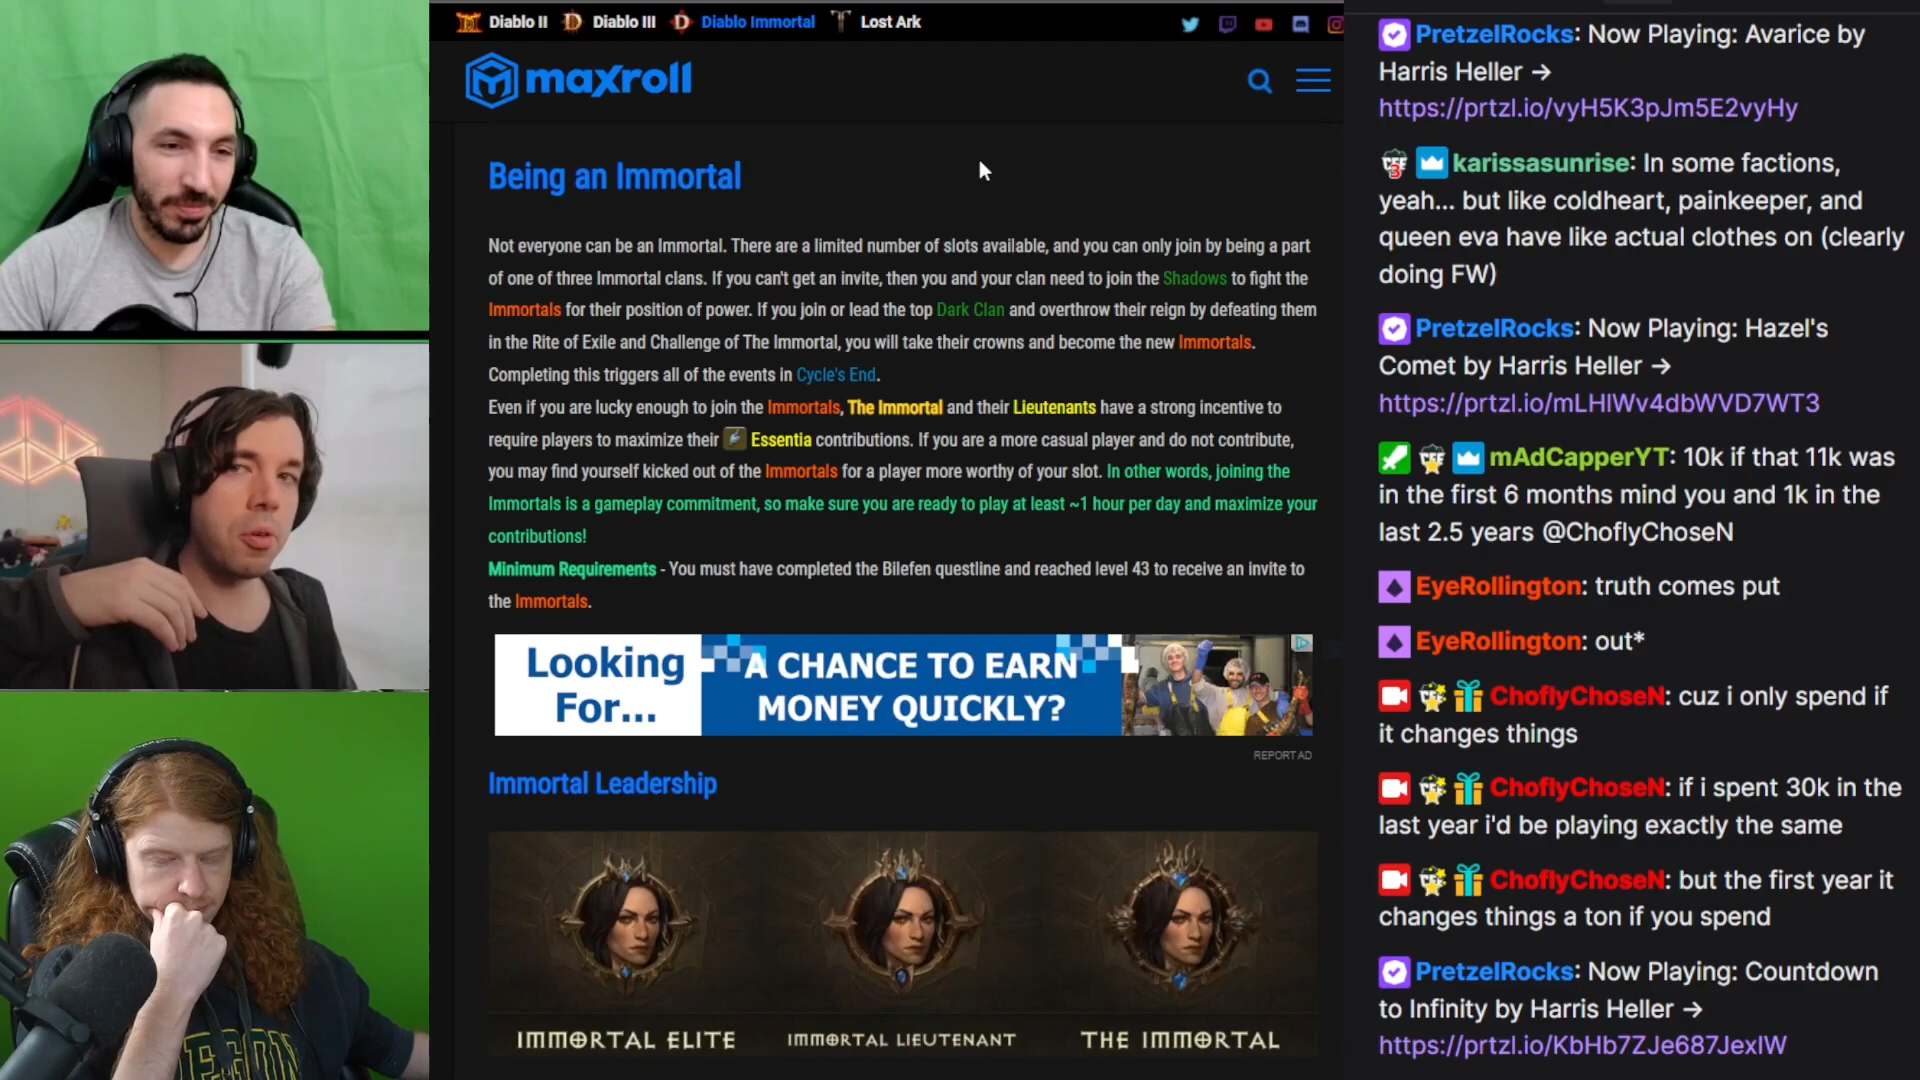 Diablo II Diablo III Diablo Immortal Lost Ark
maxroll
Being an Immortal
Not everyone can be an Immortal. There are a limited number of slots available, and you can only join by being a part
of one of three Immortal clans. If you can't get an invite, then you and your clan need to join the Shadows to fight the
Immortals for their position of power. If you join or lead the top Dark Clan and overthrow their reign by defeating them
in the Rite of Exile and Challenge of The Immortal, you will take their crowns and become the new Immortals.
Completing this triggers all of the events in Cycle's End.
Even if you are lucky enough to join the Immortals, The Immortal and their Lieutenants have a strong incentive to
require players to maximize their Essentia contributions. If you are a more casual player and do not contribute,
you may find yourself kicked out of the Immortals for a player more worthy of your slot. In other words, joining the
Immortals is a gameplay commitment, so make sure you are ready to play at least ~1 hour per day and maximize your
contributions!
Minimum Requirements - You must have completed the Bilefen questline and reached level 43 to receive an invite to
the Immortals.
Looking
For...
A CHANCE TO EARN
MONEY QUICKLY?
REPORT AD
Immortal Leadership
IMMORTAL ELITE
IMMORTAL LIEUTENANT
THE IMMORTAL
PretzelRocks: Now Playing: Avarice by
Harris Heller →
https://prtzl.io/vyH5K3pJm5E2vyHy
karissasunrise: In some factions,
yeah... but like coldheart, painkeeper, and
queen eva have like actual clothes on (clearly
doing FW)
PretzelRocks: Now Playing: Hazel's
Comet by Harris Heller →
https://prtzl.io/mLHlWv4dbWVD7WT3
mAdCapperYT: 10k if that 11k was
in the first 6 months mind you and 1k in the
last 2.5 years @ChoflyChoseN
EyeRollington: truth comes put
EyeRollington: out*
ChoflyChoseN: cuz i only spend if
it changes things
ChoflyChoseN: if i spent 30k in the
last year i'd be playing exactly the same
ChoflyChoseN: but the first year it
changes things a ton if you spend
PretzelRocks: Now Playing: Countdown
to Infinity by Harris Heller →
https://prtzl.io/KbHb7ZJe687JexlW